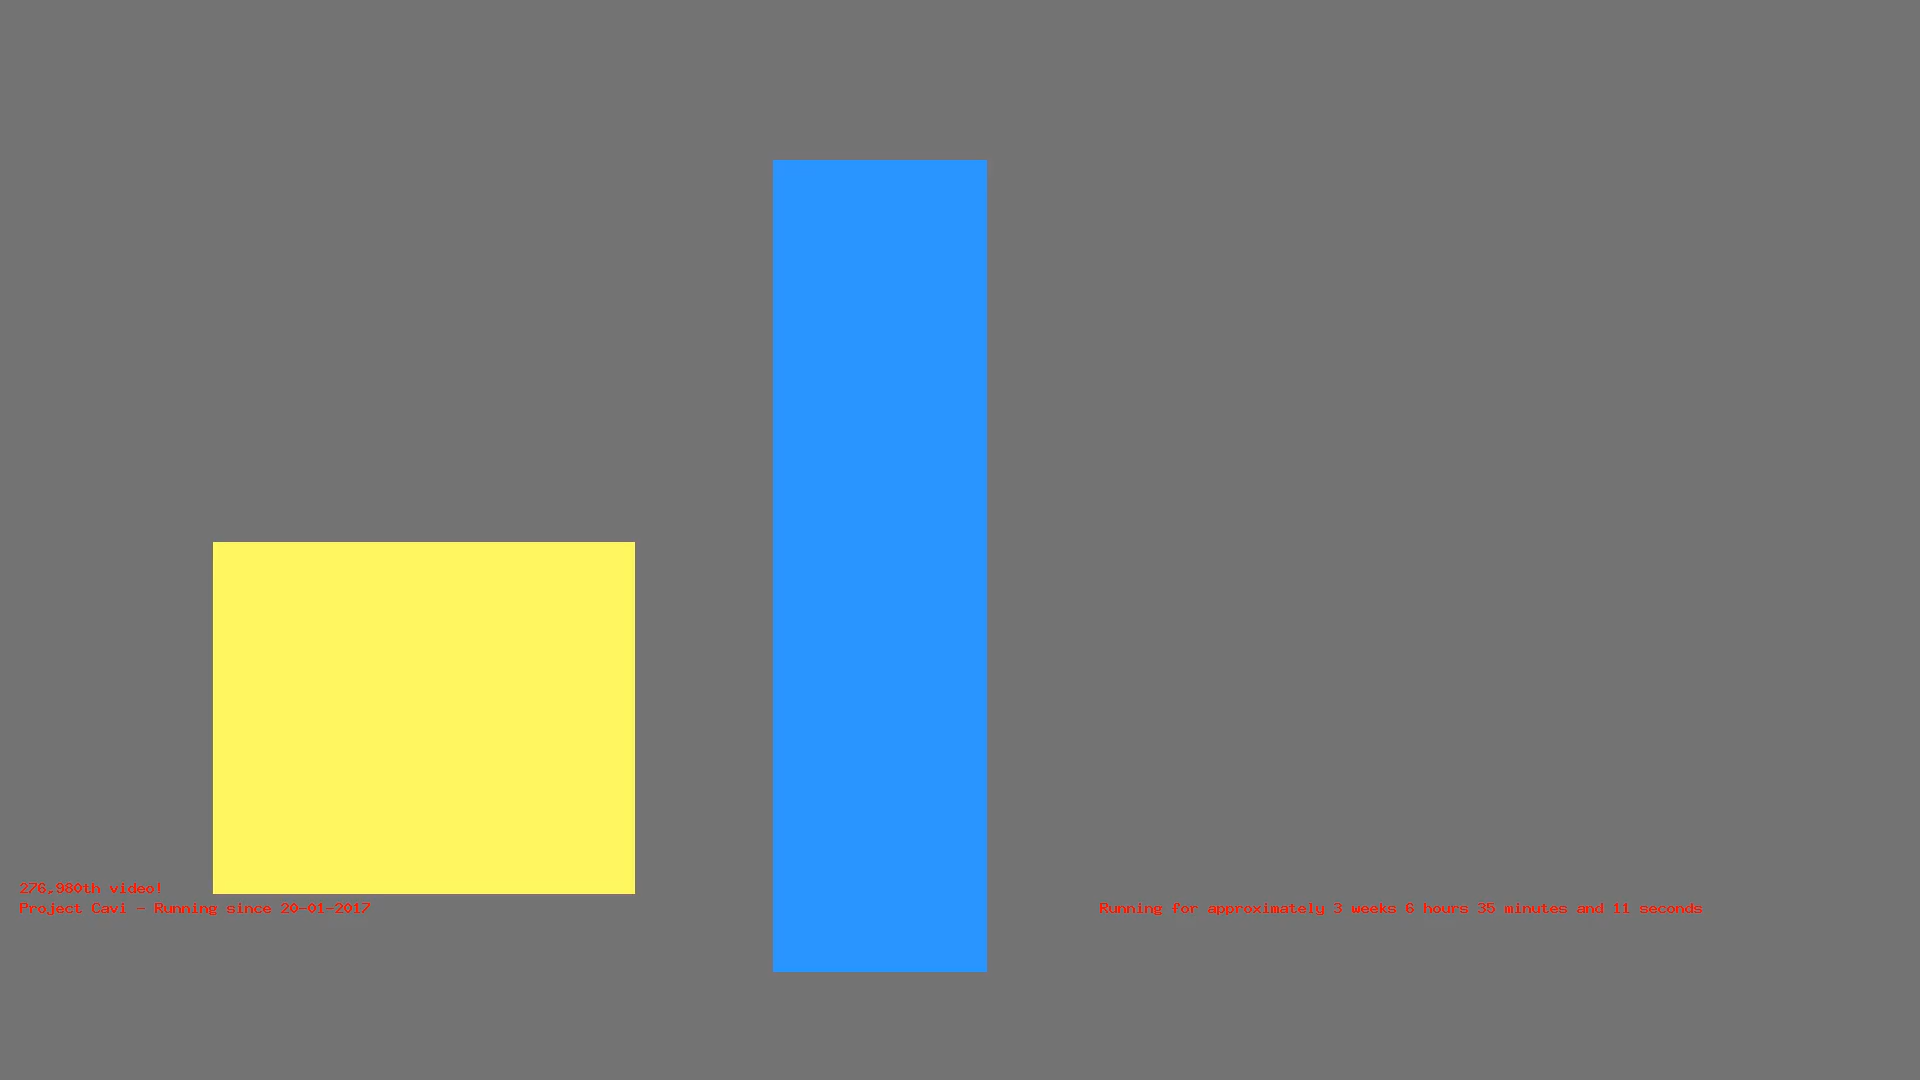 276,980th video!
Project Cavi - Running since 20-01-2017
Running for approximately 3 weeks 6 hours 35 minutes and 11 seconds